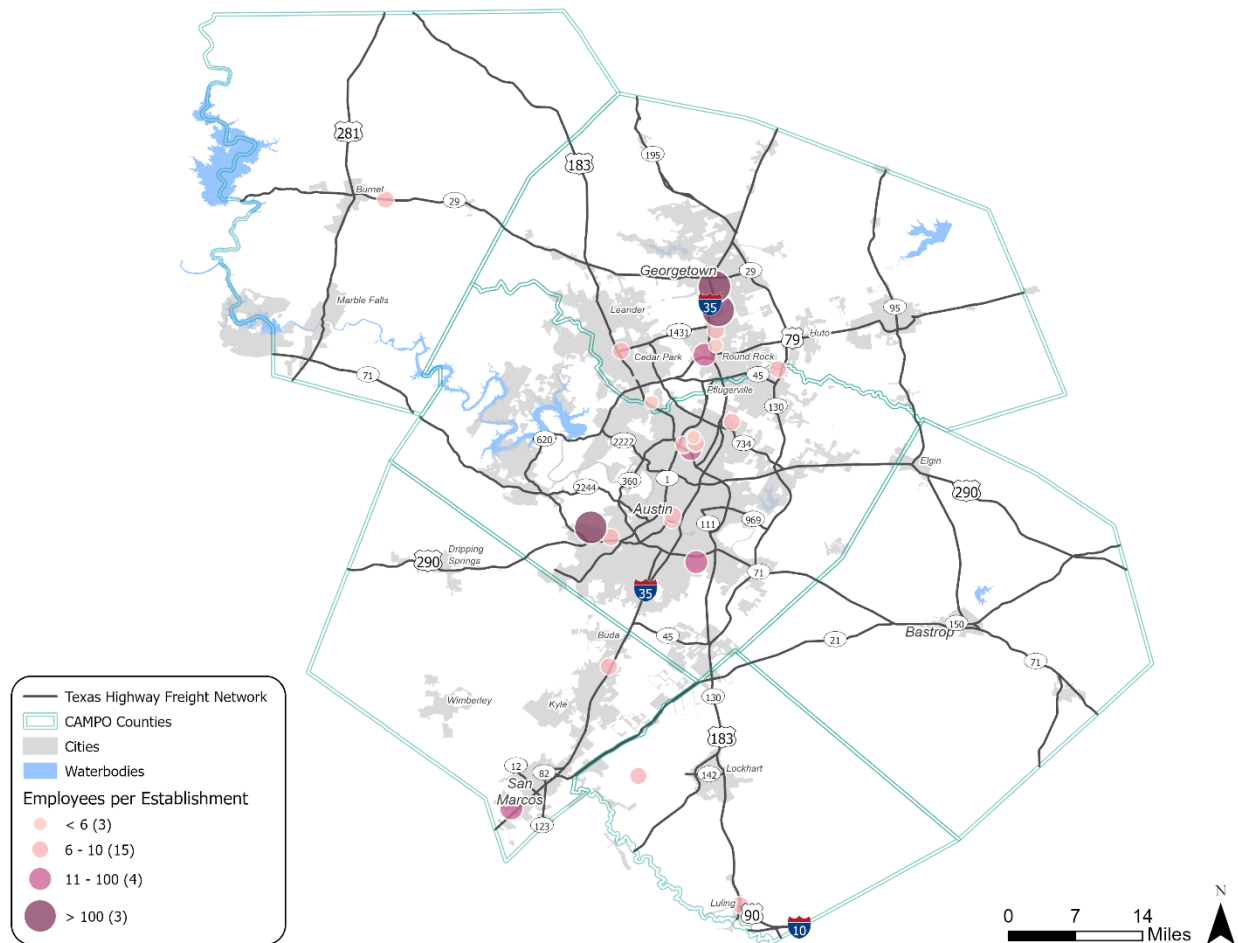 281
183
195
Burnet
29
Georgetown
29
35
Leander
95
Marble Falls
1431
79
Huto
Cedar Park
Round Rock
71
45
Pflugerville
130
620
2222
734
Elgin
360
1
2244
290
Austin
111
969
Dripping
Springs
290
71
35
150
Bastrop
Buda
45
21
71
Wimberley
Kyle
130
183
12
82
142
Lockhart
San
Marcos
123
Luling
90
10
Texas Highway Freight Network
CAMPO Counties
Cities
Waterbodies
Employees per Establishment
< 6 (3)
6 - 10 (15)
11 - 100 (4)
> 100 (3)
N
0 7 14
Miles